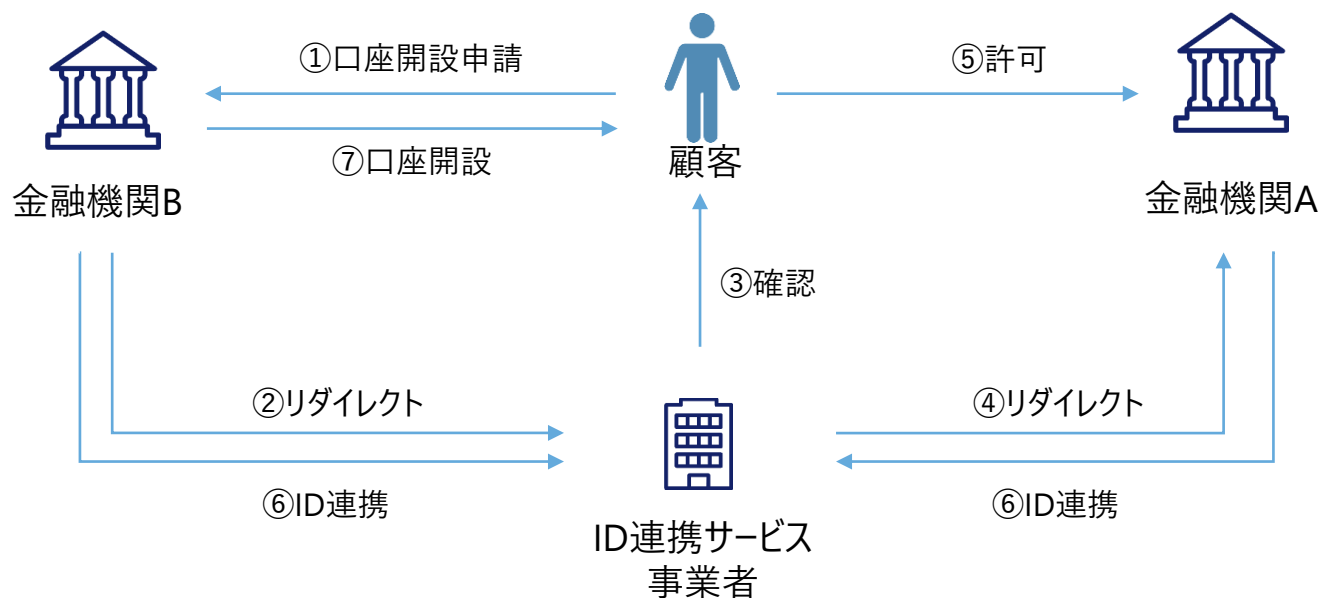 ①口座開設申請
⑤許可
⑦口座開設
顧客
金融機関B
金融機関A
③確認
②リダイレクト
④リダイレクト
⑥ID連携
⑥ID連携
ID連携サービス
事業者